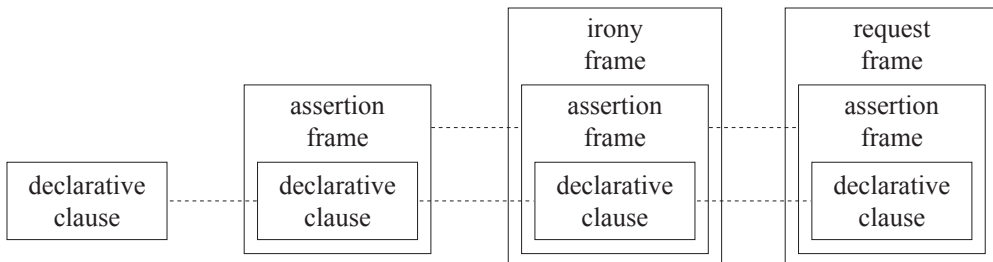 declarative
clause
assertion
frame
declarative
clause
irony
frame
assertion
frame
declarative
clause
request
frame
assertion
frame
declarative
clause